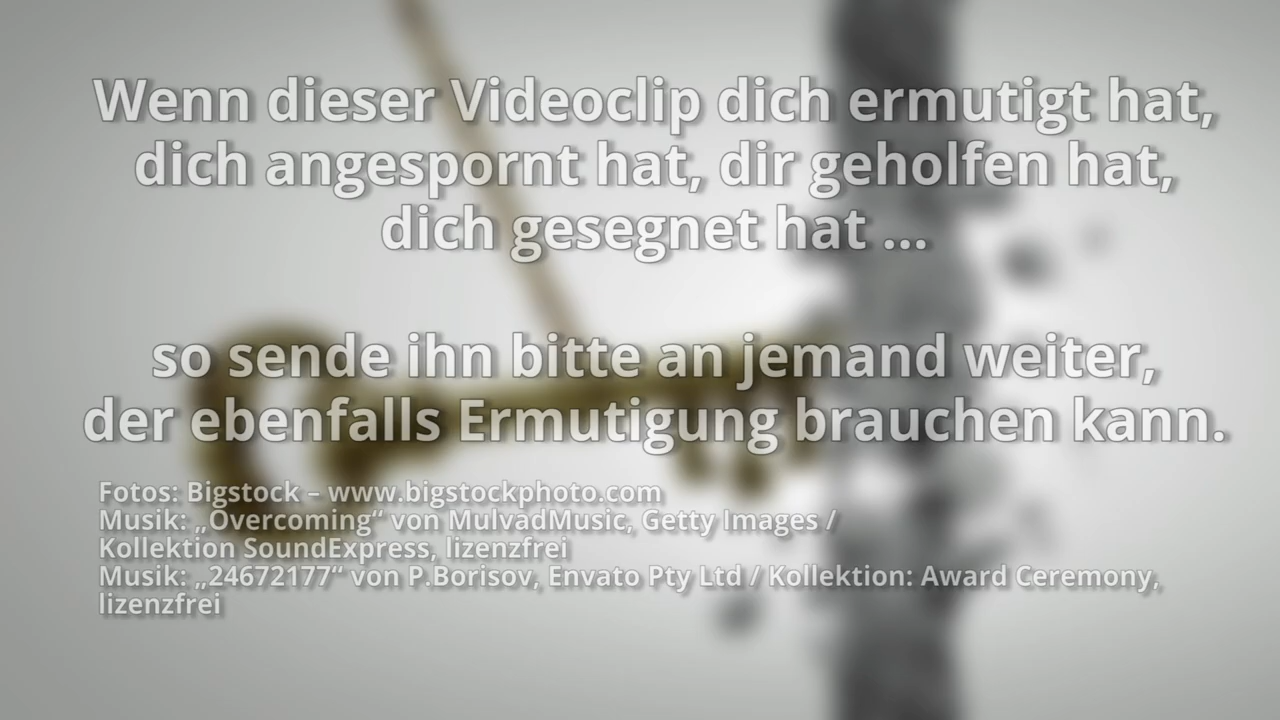 Wenn dieser Videoclip dich ermutigt hat,
dich angespornt hat, dir geholfen hat,
dich gesegnet hat ...
so sende ihn bitte an jemand weiter,
der ebenfalls Ermutigung brauchen kann.
Fotos: Bigstock – www.bigstockphoto.com
Musik: „Overcoming“ von MulvadMusic, Getty Images /
Kollektion SoundExpress, lizenzfrei
Musik: „24672177“ von P.Borisov, Envato Pty Ltd / Kollektion: Award Ceremony,
lizenzfrei